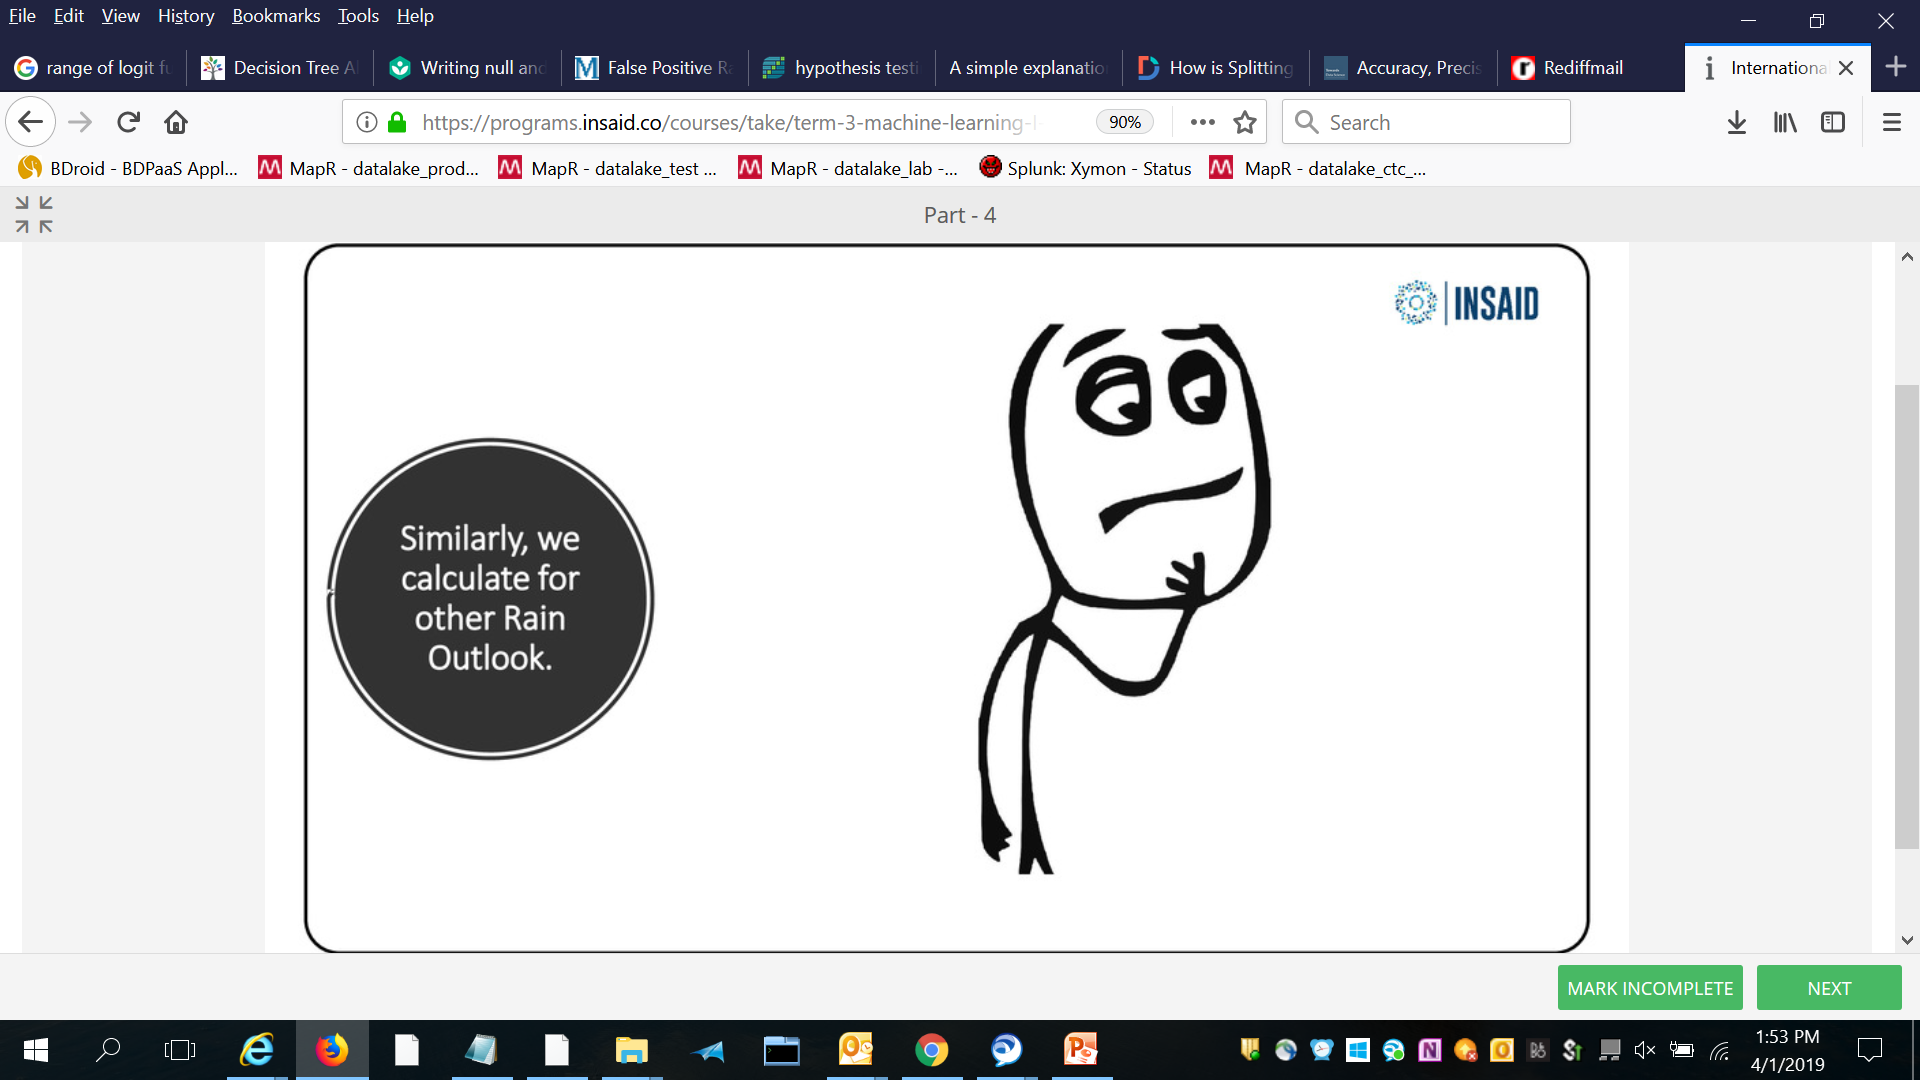 File Edit View History Bookmarks Tools Help
range of logit fu
Decision Tree Al
Writing null and
False Positive Ra
hypothesis testi
A simple explanatio
How is Splitting
Accuracy, Precis
Rediffmail
Internationa
https://programs.insaid.co/courses/take/term-3-machine-learning-l
90%
Search
BDroid - BDPaaS Appl...
MapR - datalake_prod...
MapR - datalake_test ...
MapR - datalake_lab -...
Splunk: Xymon - Status
MapR - datalake_ctc_...
Part - 4
INSAID
Similarly, we
calculate for
other Rain
Outlook.
MARK INCOMPLETE
NEXT
1:53 PM
4/1/2019